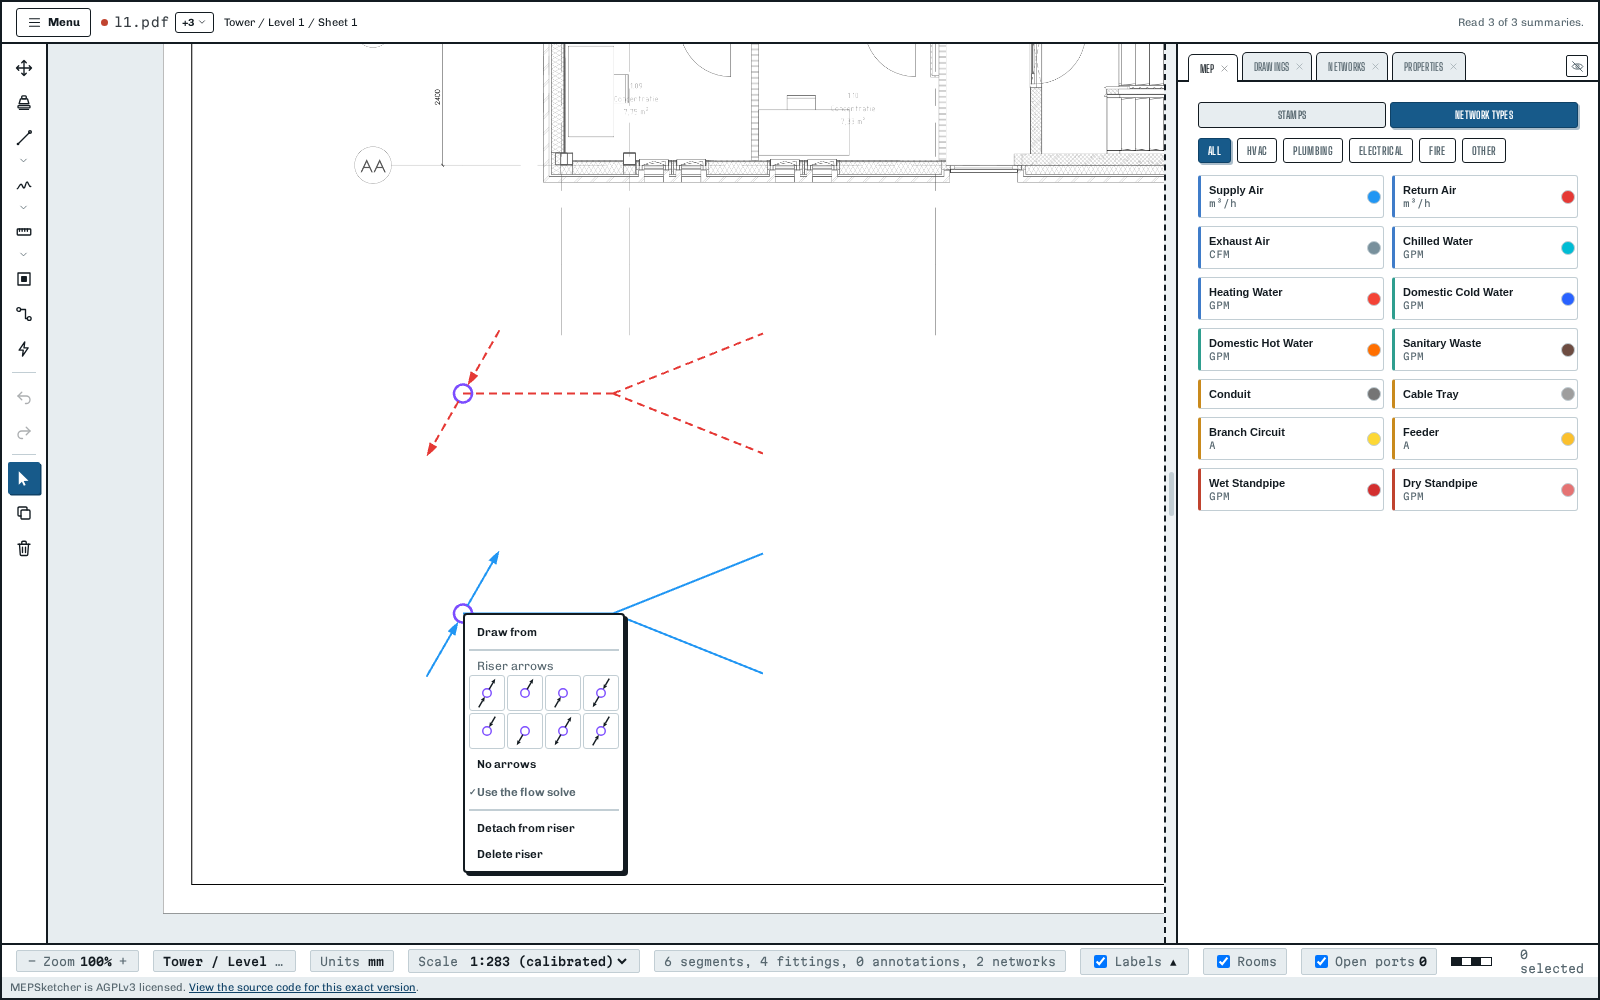 Menu
l1.pdf
+3
Tower / Level 1 / Sheet 1
Read 3 of 3 summaries.
MEP
DRAWINGS
NETWORKS
PROPERTIES
STAMPS
NETWORK TYPES
ALL
HVAC
PLUMBING
ELECTRICAL
FIRE
OTHER
Supply Air
m³/h
Return Air
m³/h
Exhaust Air
CFM
Chilled Water
GPM
Heating Water
GPM
Domestic Cold Water
GPM
Domestic Hot Water
GPM
Sanitary Waste
GPM
Conduit
Cable Tray
Branch Circuit
A
Feeder
A
Wet Standpipe
GPM
Dry Standpipe
GPM
2400
AA
Draw from
Riser arrows
No arrows
✓Use the flow solve
Detach from riser
Delete riser
− Zoom 100% +
Tower / Level …
Units mm
Scale 1:283 (calibrated)
6 segments, 4 fittings, 0 annotations, 2 networks
Labels ▲
Rooms
Open ports 0
0 selected
MEPSketcher is AGPLv3 licensed. View the source code for this exact version.